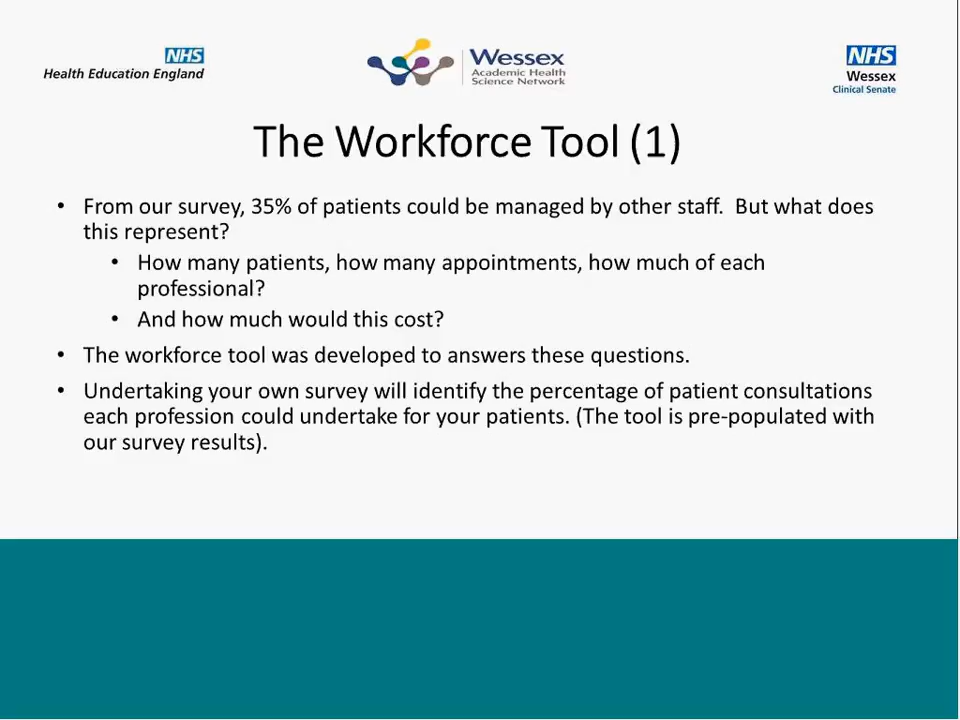 NHS
Health Education England
Wessex
Academic Health
Science Network
NHS
Wessex
Clinical Senate
The Workforce Tool (1)
• From our survey, 35% of patients could be managed by other staff.  But what does
this represent?
• How many patients, how many appointments, how much of each
professional?
• And how much would this cost?
• The workforce tool was developed to answers these questions.
• Undertaking your own survey will identify the percentage of patient consultations
each profession could undertake for your patients. (The tool is pre-populated with
our survey results).